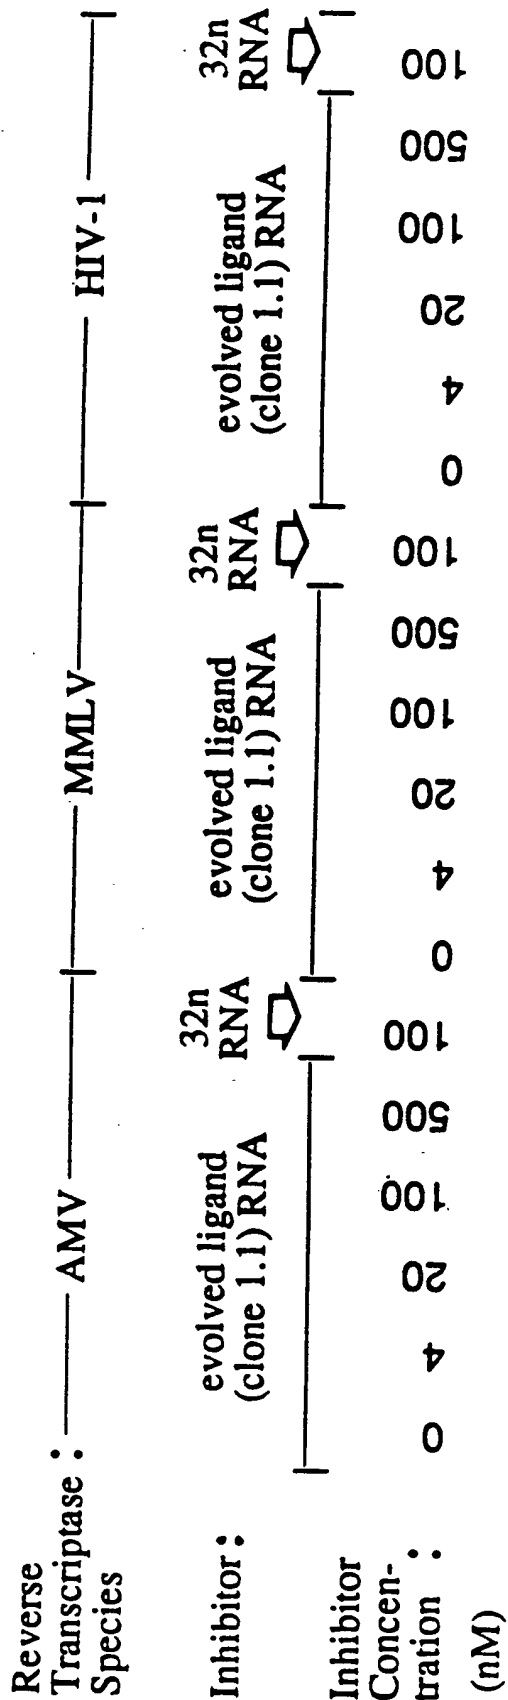 Reverse
Transcriptase :
Species
AMV
MMLV
HIV-1
Inhibitor:
evolved ligand
(clone 1.1) RNA
32n
RNA
evolved ligand
(clone 1.1) RNA
32n
RNA
evolved ligand
(clone 1.1) RNA
32n
RNA
Inhibitor
Concen-
tration :
(nM)
0 4 20 100 500 100 0 4 20 100 500 100 0 4 20 100 500 100